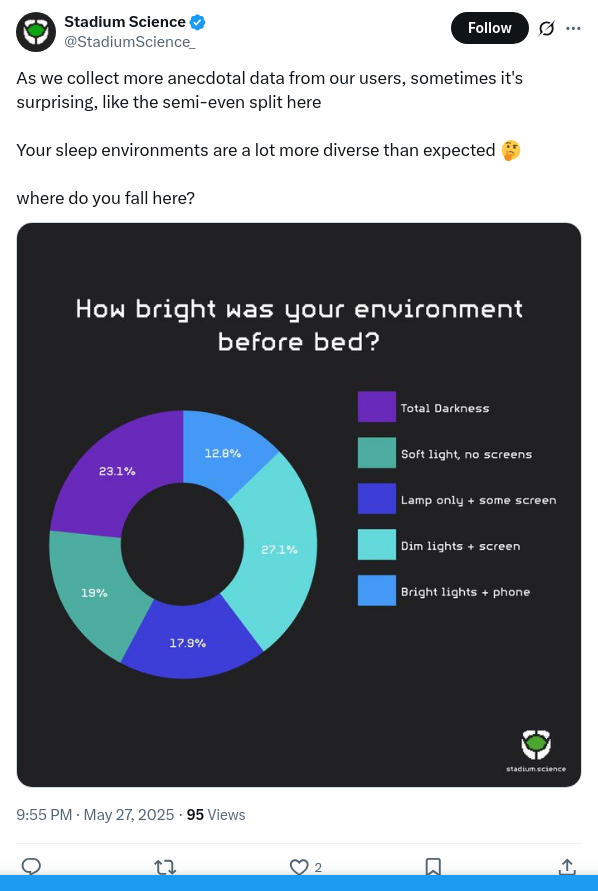 Stadium Science
@StadiumScience_
Follow
As we collect more anecdotal data from our users, sometimes it's
surprising, like the semi-even split here
Your sleep environments are a lot more diverse than expected 🤔
where do you fall here?
How bright was your environment
before bed?
Total Darkness
Soft light, no screens
Lamp only + some screen
Dim lights + screen
Bright lights + phone
12.8%
23.1%
27.1%
19%
17.9%
stadium.science
9:55 PM · May 27, 2025 · 95 Views
2